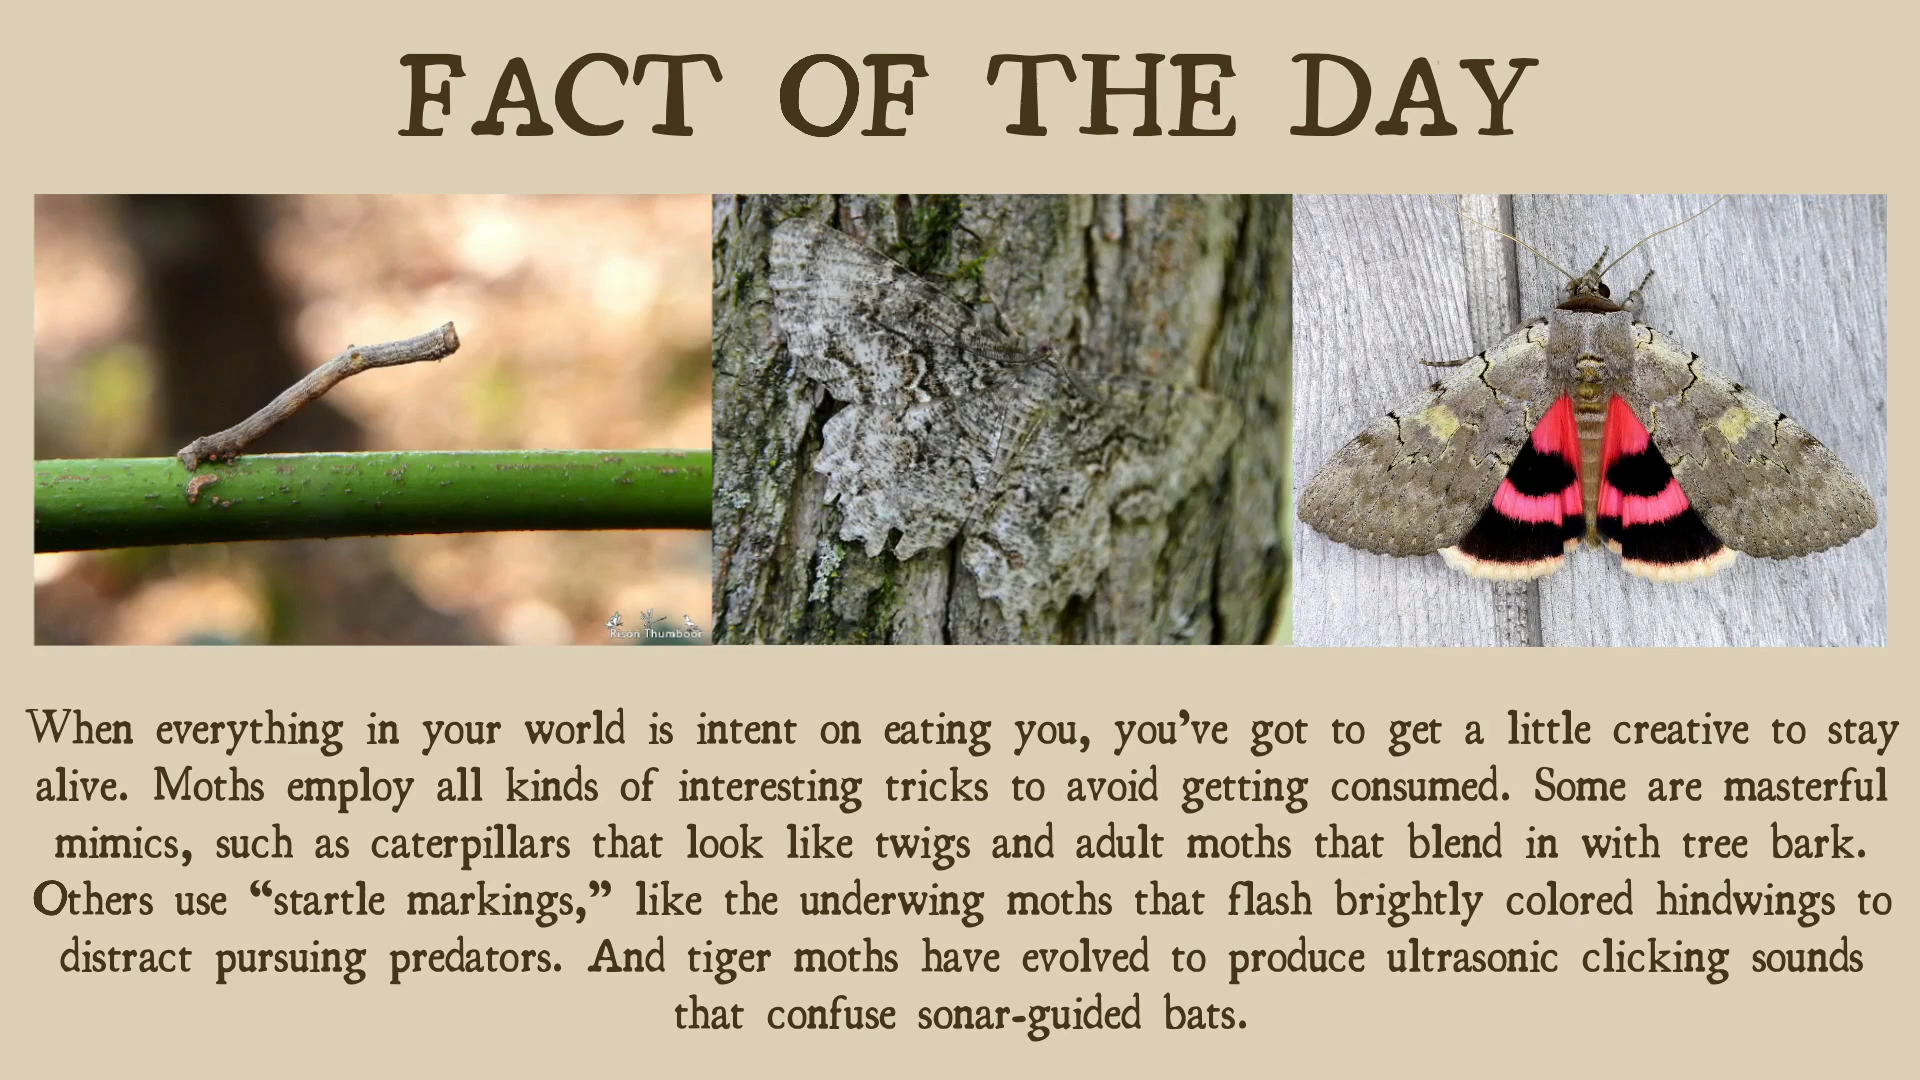 FACT OF THE DAY
Rison Thumboor
When everything in your world is intent on eating you, you’ve got to get a little creative to stay
alive. Moths employ all kinds of interesting tricks to avoid getting consumed. Some are masterful
mimics, such as caterpillars that look like twigs and adult moths that blend in with tree bark.
Others use “startle markings,” like the underwing moths that flash brightly colored hindwings to
distract pursuing predators. And tiger moths have evolved to produce ultrasonic clicking sounds
that confuse sonar-guided bats.